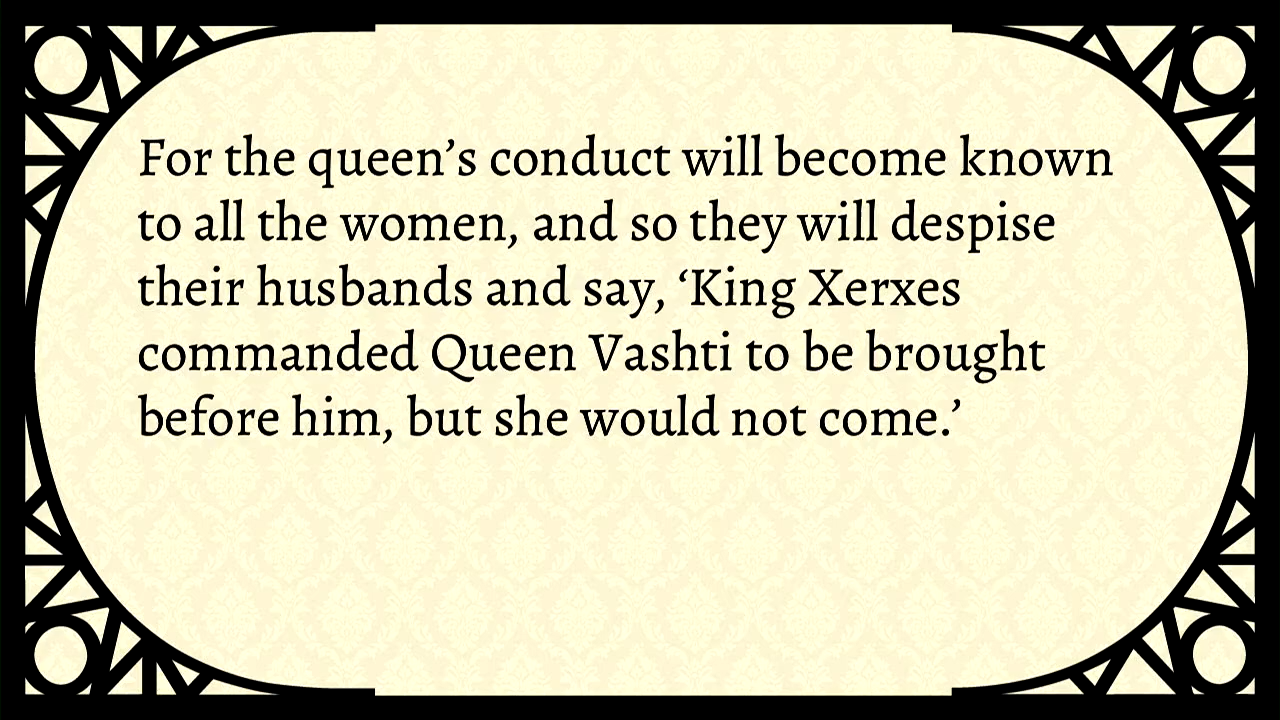 For the queen’s conduct will become known
to all the women, and so they will despise
their husbands and say, ‘King Xerxes
commanded Queen Vashti to be brought
before him, but she would not come.’